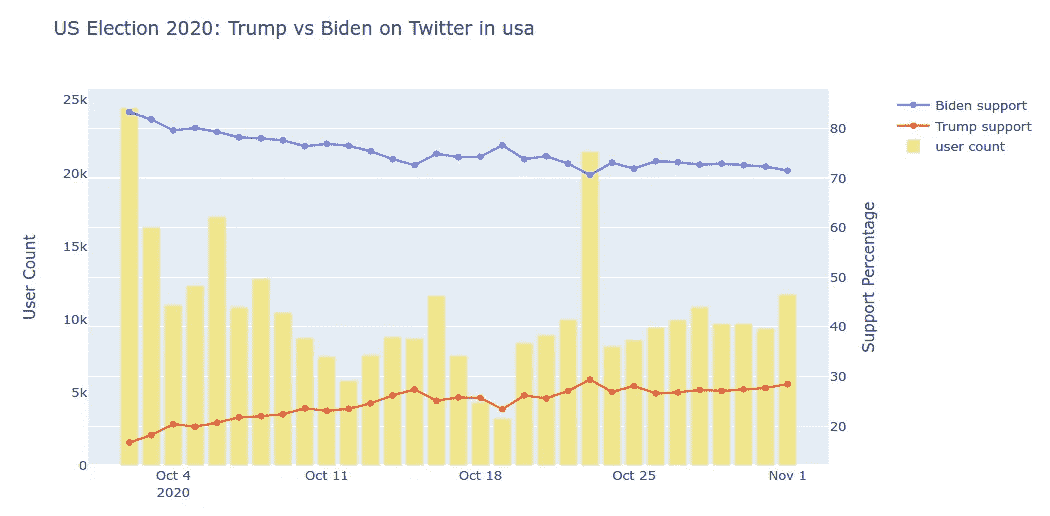 US Election 2020: Trump vs Biden on Twitter in usa
25k
20k
15k
10k
5k
0
User Count
80
70
60
50
40
30
20
Support Percentage
Biden support
Trump support
user count
Oct 4
2020
Oct 11
Oct 18
Oct 25
Nov 1